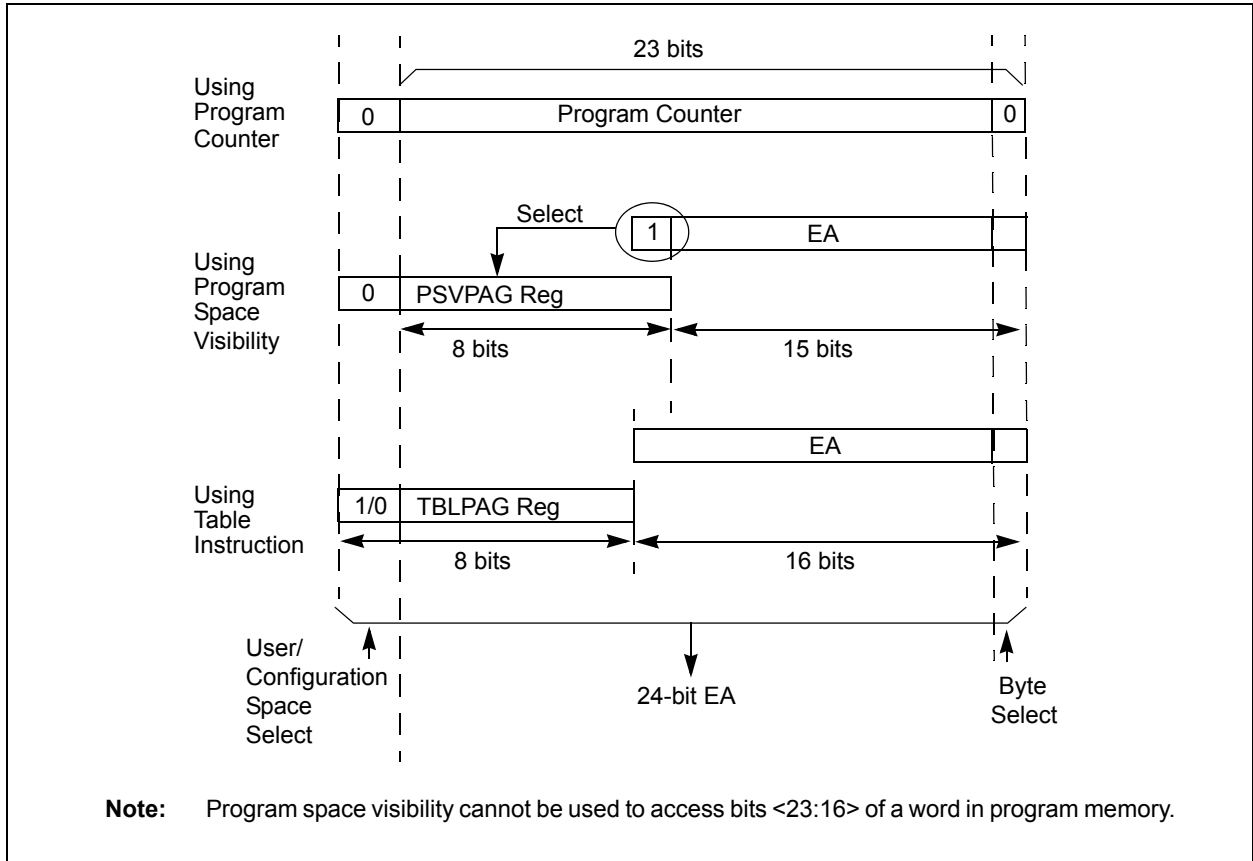 23 bits
Using
Program
Counter
0
Program Counter
0
Select
1
EA
Using
Program
Space
Visibility
0
PSVPAG Reg
8 bits
15 bits
EA
Using
Table
Instruction
1/0
TBLPAG Reg
8 bits
16 bits
User/
Configuration
Space
Select
24-bit EA
Byte
Select
Note: Program space visibility cannot be used to access bits <23:16> of a word in program memory.